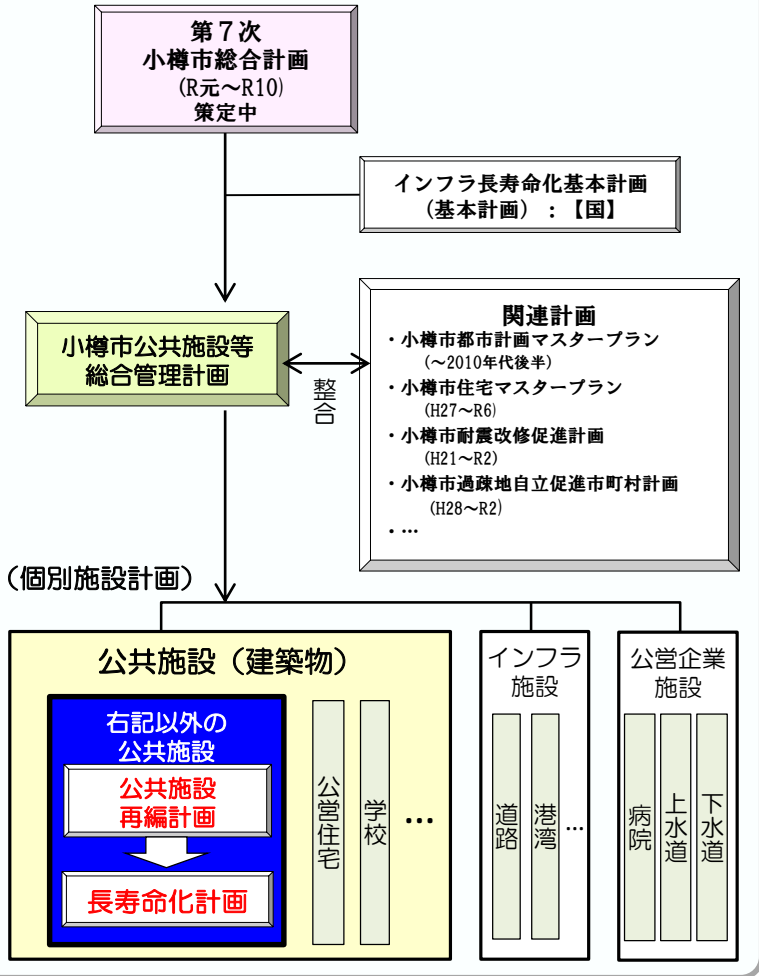 第７次
小樽市総合計画
(R元～R10)
策定中
インフラ長寿命化基本計画
(基本計画）：【国】
小樽市公共施設等
総合管理計画
整合
関連計画
・小樽市都市計画マスタープラン
(～2010年代後半)
・小樽市住宅マスタープラン
(H27～R6)
・小樽市耐震改修促進計画
(H21～R2)
・小樽市過疎地自立促進市町村計画
(H28～R2)
・…
（個別施設計画）
公共施設（建築物）
右記以外の
公共施設
公共施設
再編計画
長寿命化計画
公営住宅
学校
…
インフラ
施設
道路
港湾
…
公営企業
施設
病院
上水道
下水道